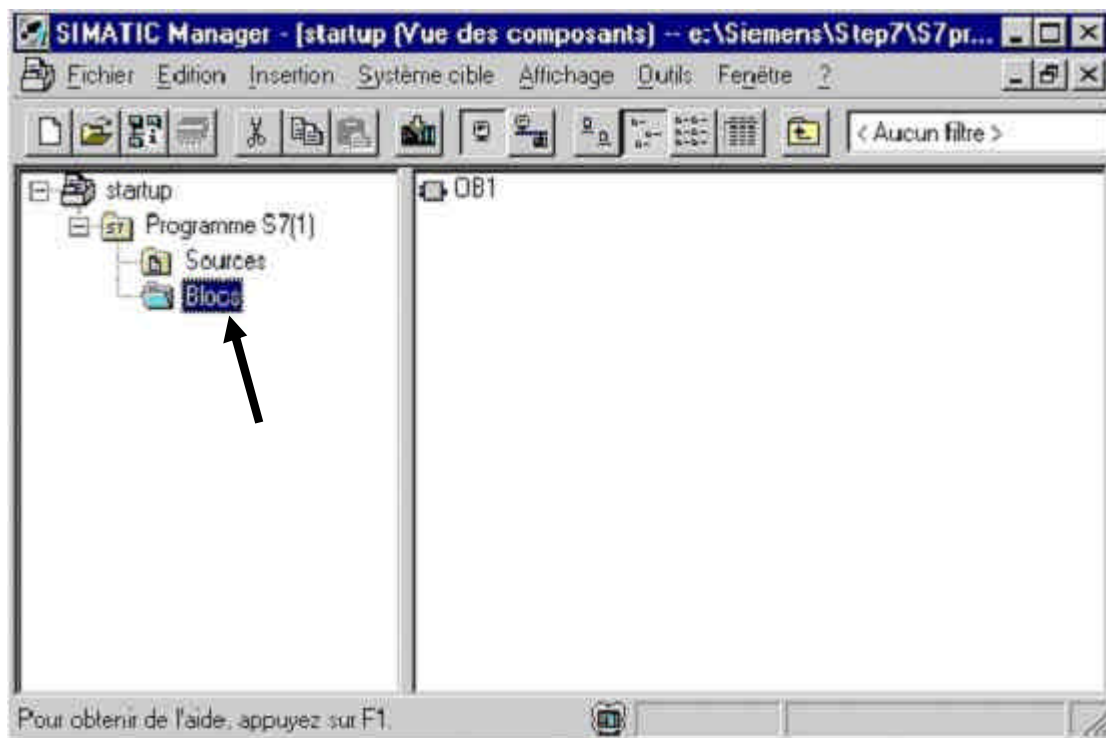 SIMATIC Manager - [startup (Vue des composants) -- e:\Siemens\Step7\S7pr...
Fichier Edition Insertion Système cible Affichage Outils Fenêtre ?
< Aucun filtre >
startup
Programme S7(1)
Sources
Blocs
OB1
Pour obtenir de l'aide, appuyez sur F1.